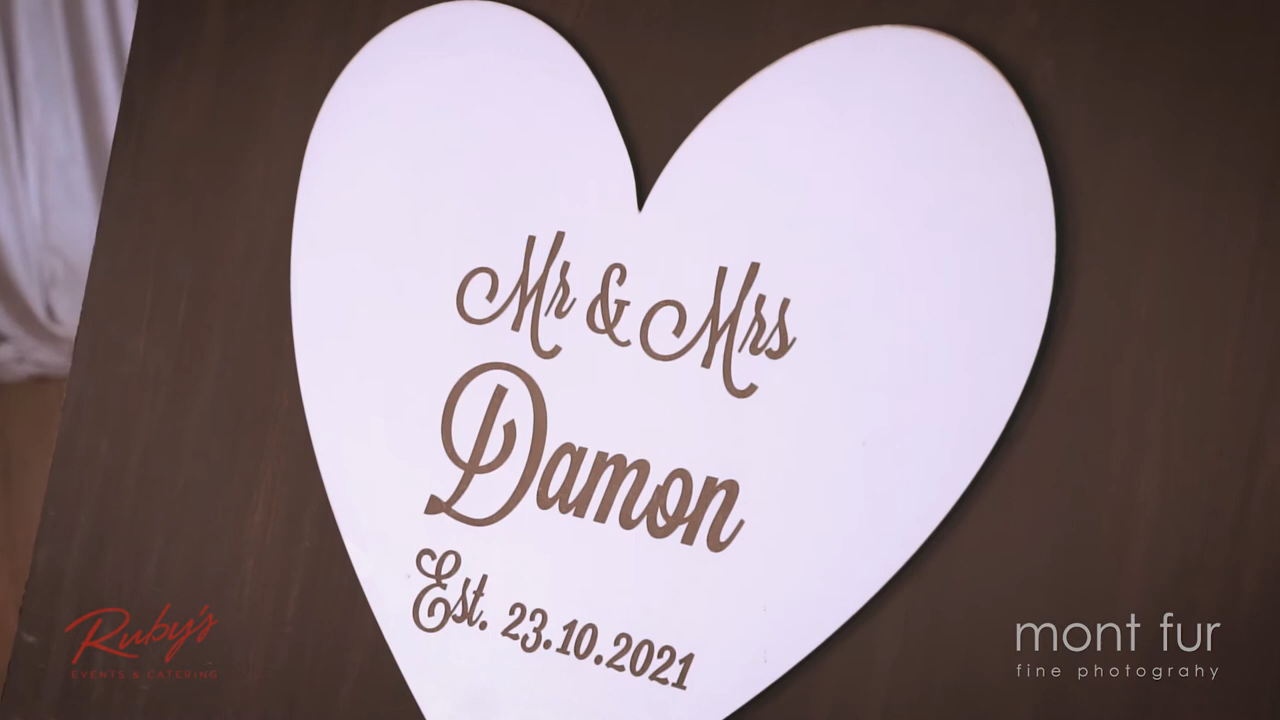 Mr & Mrs
Damon
Est. 23.10.2021
Ruby's
EVENTS & CATERING
mont fur
fine photograhy